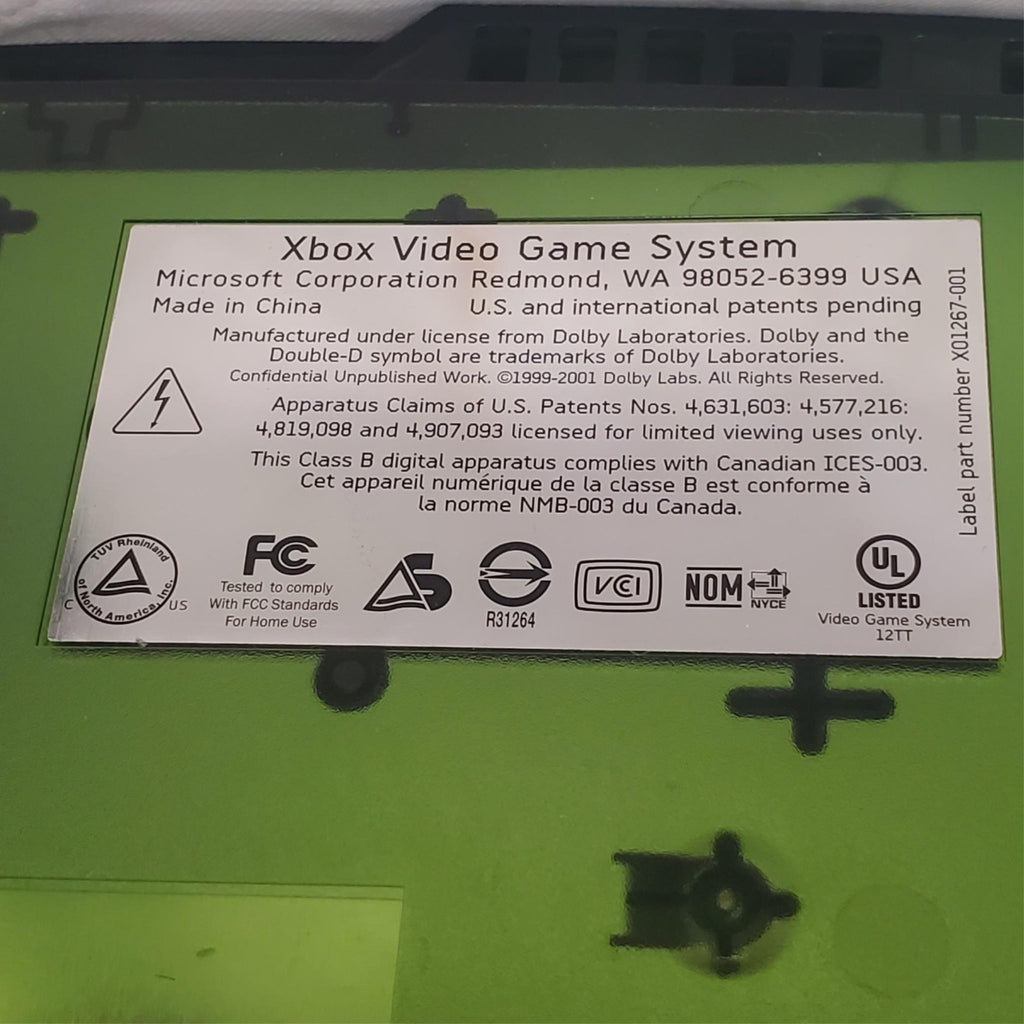 Xbox Video Game System
Microsoft Corporation Redmond, WA 98052-6399 USA
Made in China
U.S. and international patents pending
Manufactured under license from Dolby Laboratories. Dolby and the
Double-D symbol are trademarks of Dolby Laboratories.
Confidential Unpublished Work. ©1999-2001 Dolby Labs. All Rights Reserved.
Apparatus Claims of U.S. Patent Nos. 4,631,603: 4,577,216:
4,819,098 and 4,907,093 licensed for limited viewing uses only.
This Class B digital apparatus complies with Canadian ICES-003.
Cet appareil numérique de la classe B est conforme à
la norme NMB-003 du Canada.
Label part number X01267-001
TUV Rheinland
of North America, Inc.
C US
FC
Tested to comply
With FCC Standards
For Home Use
R31264
VCI
NOM
NYCE
UL
LISTED
Video Game System
12TT